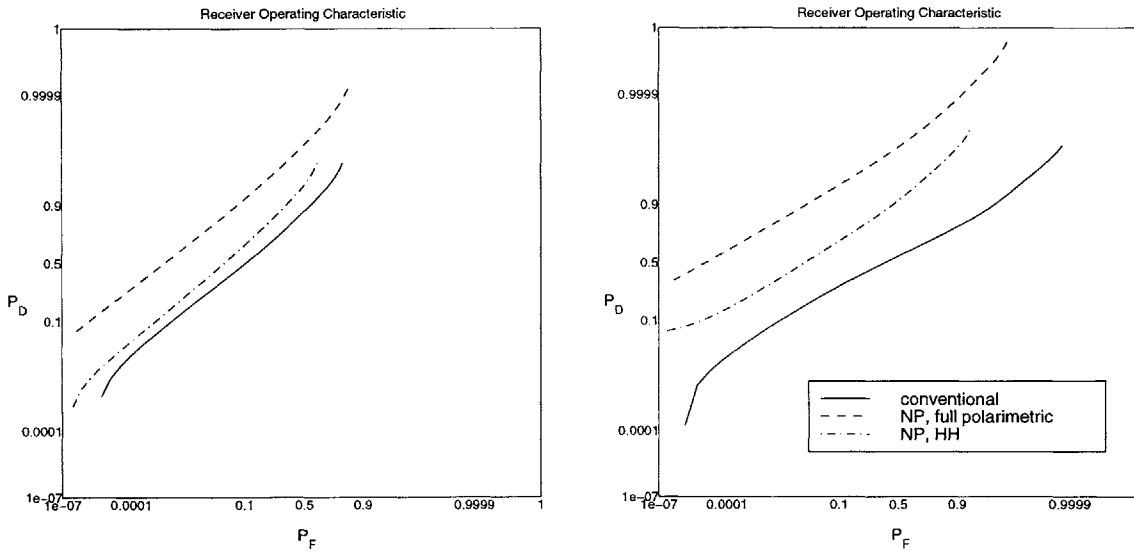 Receiver Operating Characteristic
1
0.9999
0.9
0.5
P_D
0.1
0.0001
1e-07
1e-07 0.0001 0.1 0.5 0.9 0.9999 1
P_F
Receiver Operating Characteristic
1
0.9999
0.9
0.5
P_D
0.1
0.0001
1e-07
1e-07 0.0001 0.1 0.5 0.9 0.9999
P_F
conventional
NP, full polarimetric
NP, HH